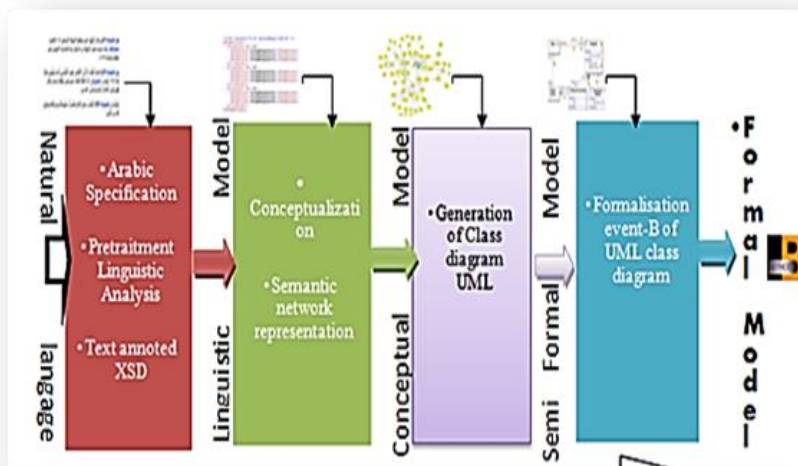 Natural
langage
• Arabic
Specification
• Pretraitment
Linguistic
Analysis
• Text annoted
XSD
Linguistic Model
•
Conceptualizati
on
• Semantic
network
representation
Conceptual Model
• Generation
of Class
diagram
UML
Semi Formal Model
• Formalisation
event-B of
UML class
diagram
• Formal Model
B